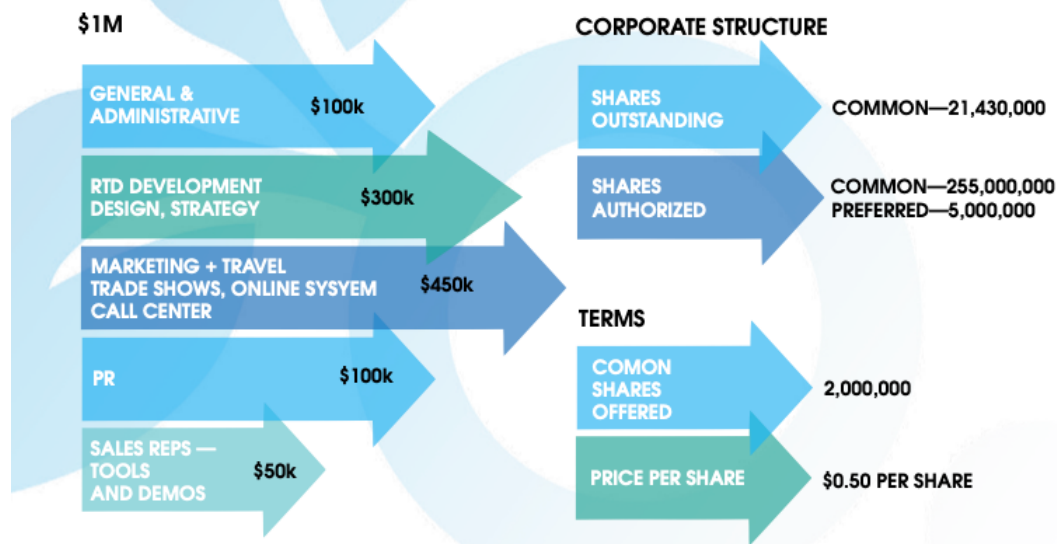 $1M
GENERAL &
ADMINISTRATIVE
$100k
RTD DEVELOPMENT
DESIGN, STRATEGY
$300k
MARKETING + TRAVEL
TRADE SHOWS, ONLINE SYSYEM
CALL CENTER
$450k
PR
$100k
SALES REPS —
TOOLS
AND DEMOS
$50k
CORPORATE STRUCTURE
SHARES
OUTSTANDING
COMMON—21,430,000
SHARES
AUTHORIZED
COMMON—255,000,000
PREFERRED—5,000,000
TERMS
COMON
SHARES
OFFERED
2,000,000
PRICE PER SHARE
$0.50 PER SHARE